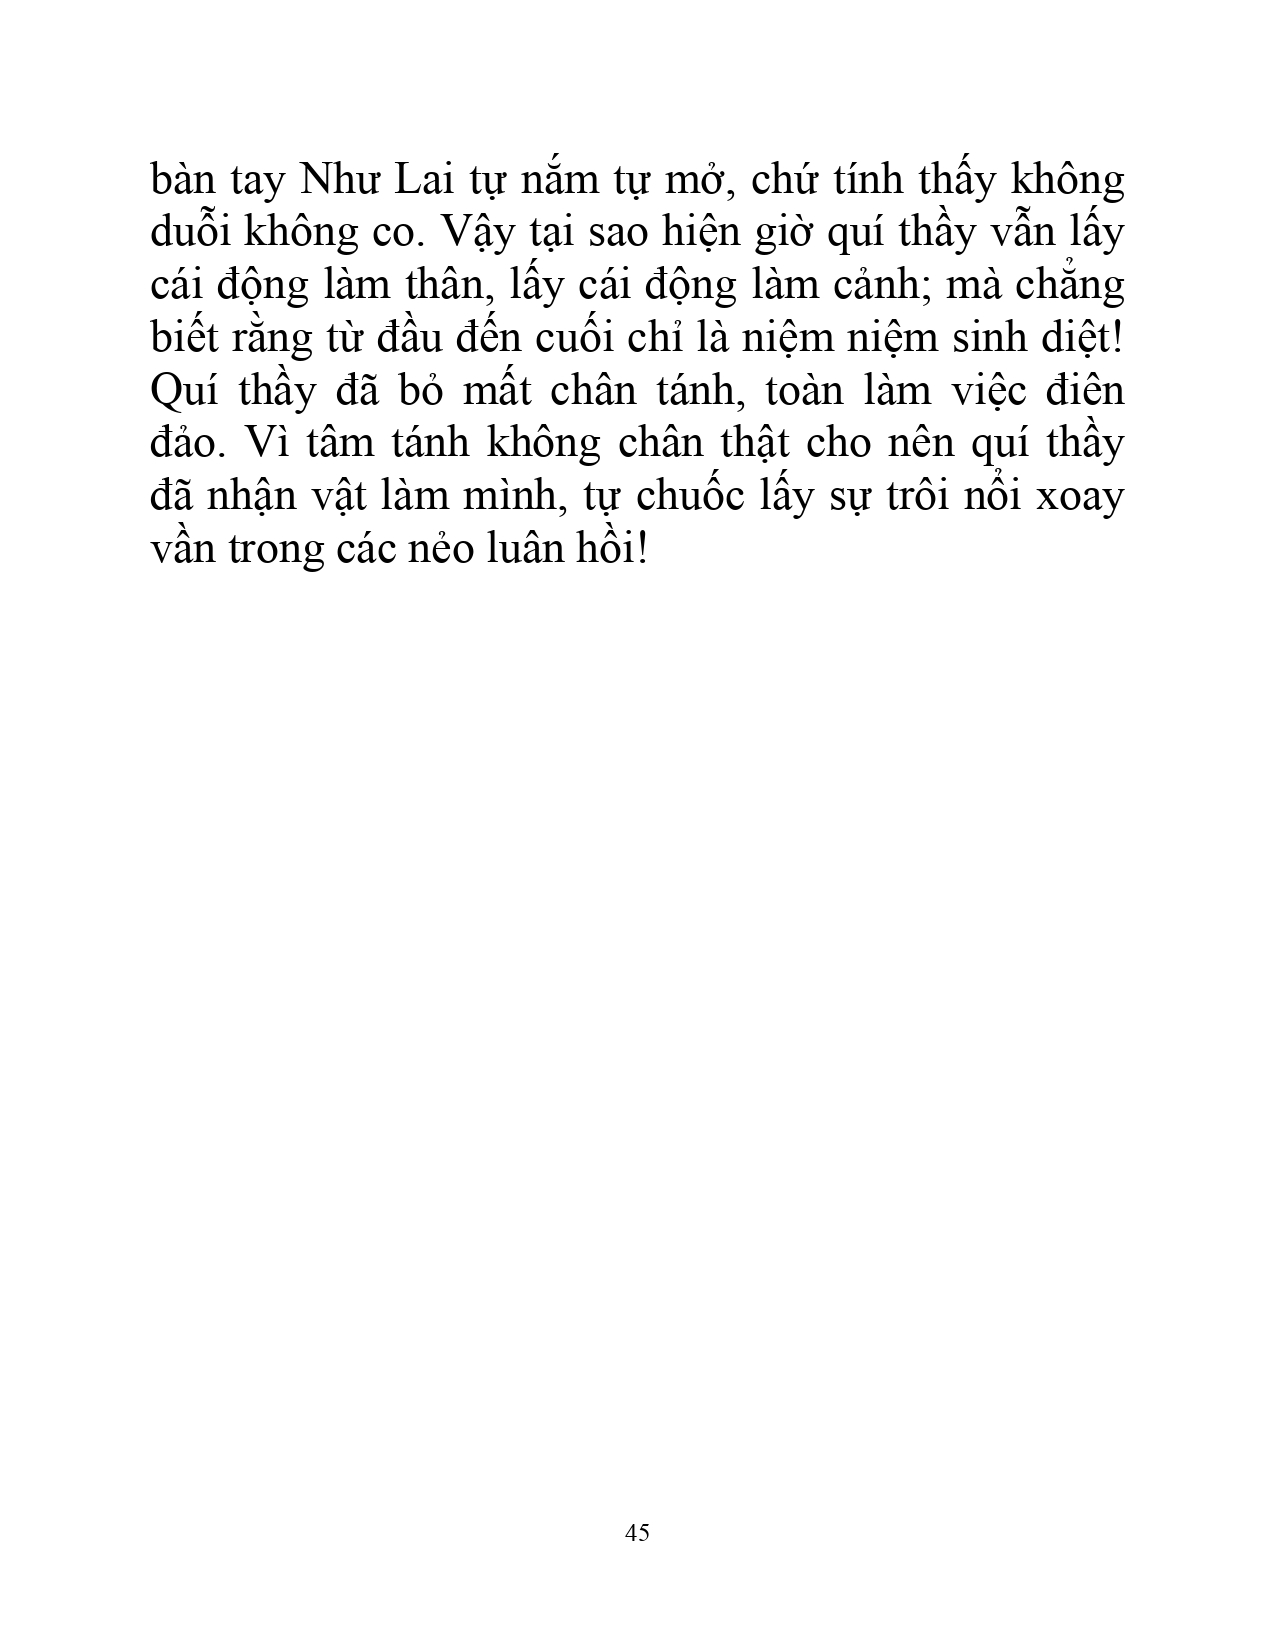 bàn tay Như Lai tự nắm tự mở, chứ tính thấy không
duỗi không co. Vậy tại sao hiện giờ quí thầy vẫn lấy
cái động làm thân, lấy cái động làm cảnh; mà chẳng
biết rằng từ đầu đến cuối chỉ là niệm niệm sinh diệt!
Quí thầy đã bỏ mất chân tánh, toàn làm việc điên
đảo. Vì tâm tánh không chân thật cho nên quí thầy
đã nhận vật làm mình, tự chuốc lấy sự trôi nổi xoay
vần trong các nẻo luân hồi!
45